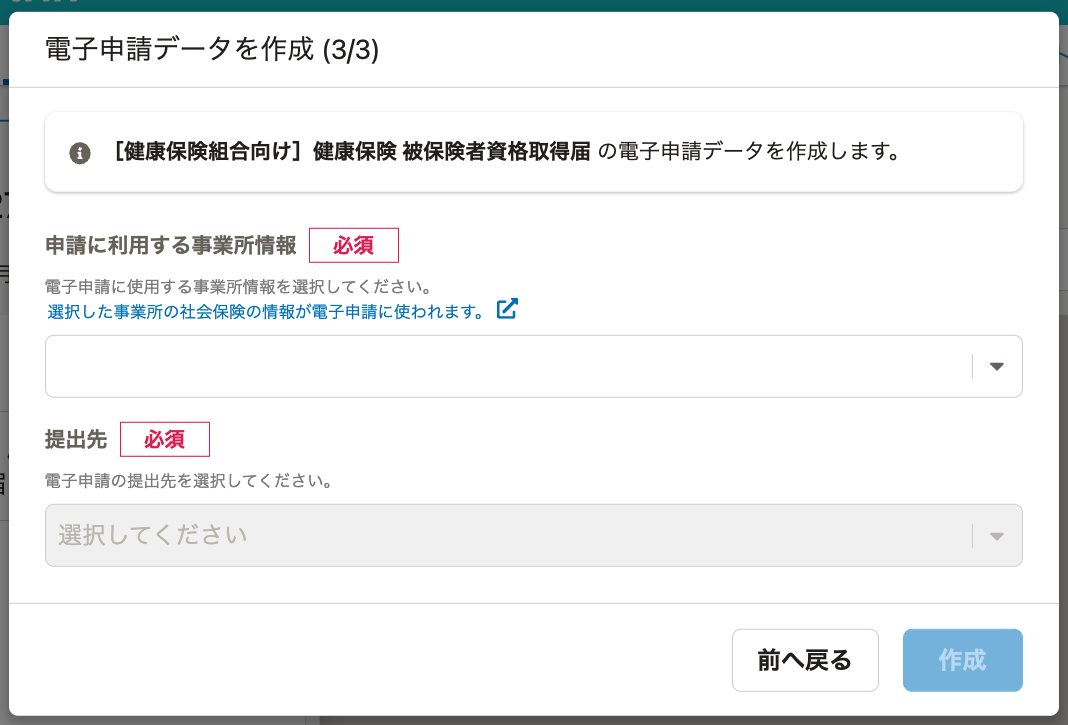 電子申請データを作成 (3/3)
［健康保険組合向け］健康保険 被保険者資格取得届 の電子申請データを作成します。
申請に利用する事業所情報 必須
電子申請に使用する事業所情報を選択してください。
選択した事業所の社会保険の情報が電子申請に使われます。
提出先 必須
電子申請の提出先を選択してください。
選択してください
前へ戻る 作成